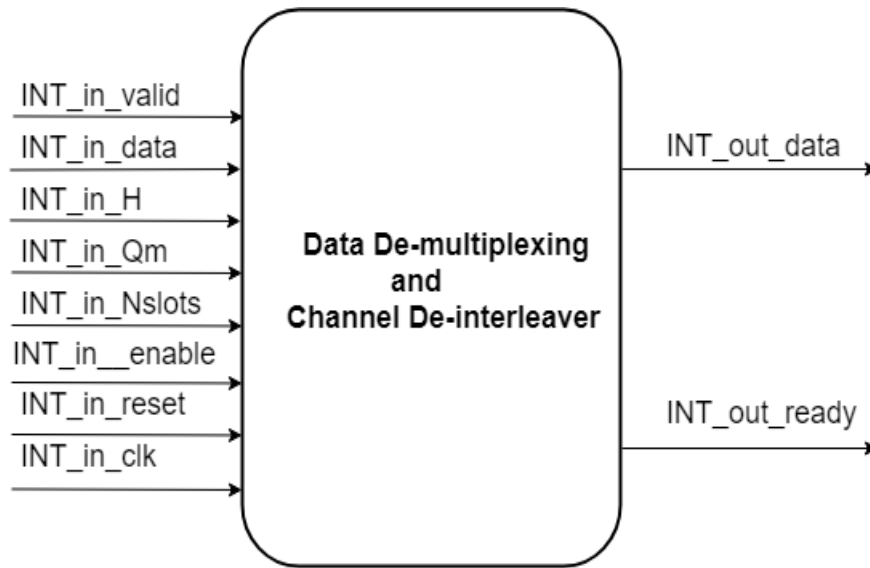 INT_in_valid
INT_in_data
INT_in_H
INT_in_Qm
INT_in_Nslots
INT_in__enable
INT_in_reset
INT_in_clk
Data De-multiplexing
and
Channel De-interleaver
INT_out_data
INT_out_ready